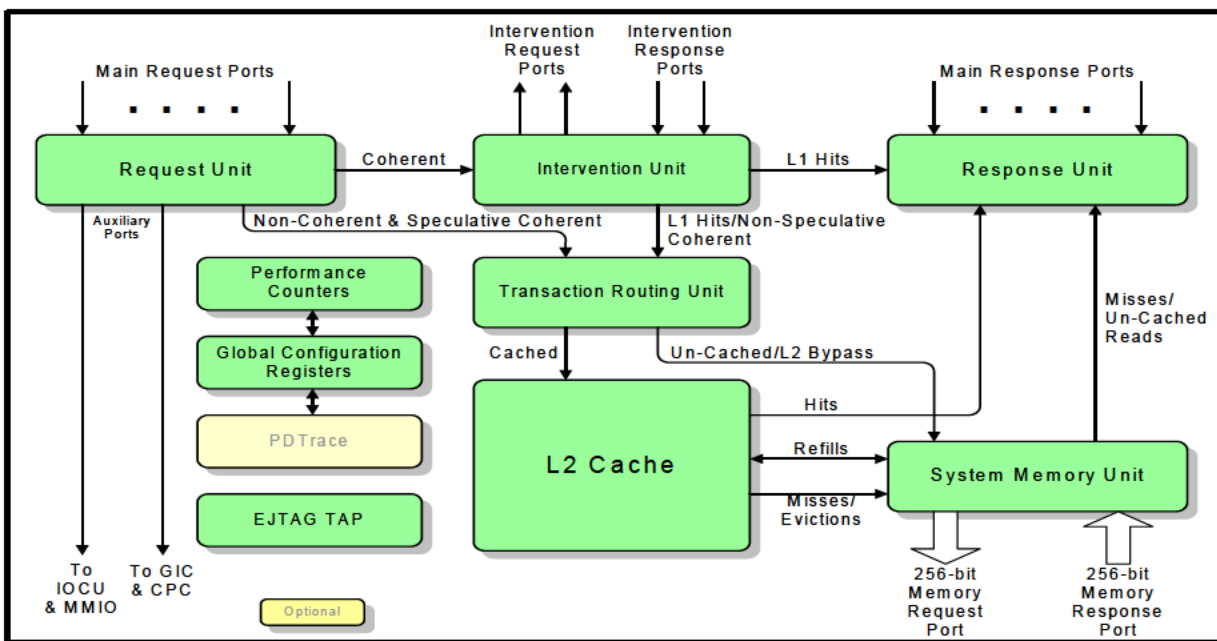 Main Request Ports
Intervention
Request
Ports
Intervention
Response
Ports
Main Response Ports
Request Unit
Coherent
Intervention Unit
L1 Hits
Response Unit
Auxiliary
Ports
Non-Coherent & Speculative Coherent
L1 Hits/Non-Speculative
Coherent
Performance
Counters
Transaction Routing Unit
Misses/
Un-Cached
Reads
Global Configuration
Registers
Cached
Un-Cached/L2 Bypass
PDTrace
L2 Cache
Hits
Refills
System Memory Unit
Misses/
Evictions
EJTAG TAP
To
IOCU
& MMIO
To GIC
& CPC
Optional
256-bit
Memory
Request
Port
256-bit
Memory
Response
Port